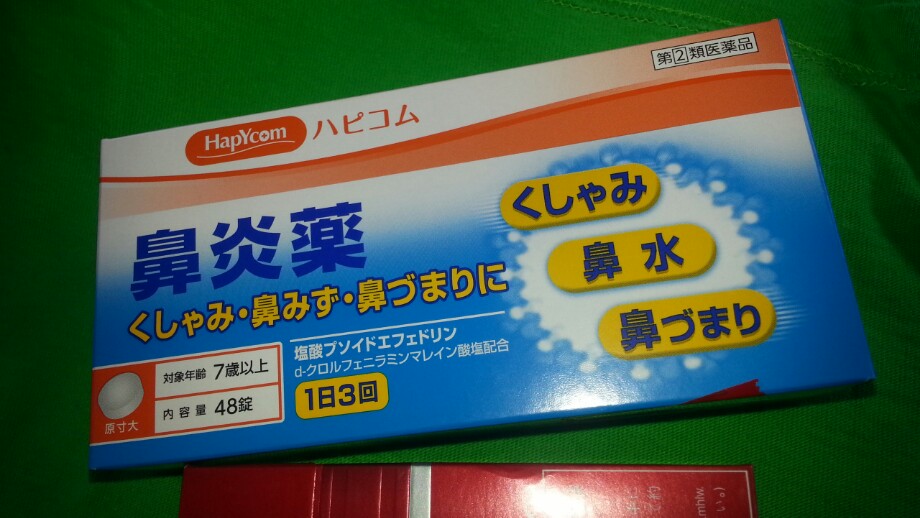 第②類医薬品
HapYcom ハピコム
鼻炎薬
くしゃみ・鼻みず・鼻づまりに
くしゃみ
鼻水
鼻づまり
塩酸プソイドエフェドリン
d-クロルフェニラミンマレイン酸塩配合
1日3回
対象年齢 7歳以上
内容量 48錠
原寸大
mhlw.
い。)